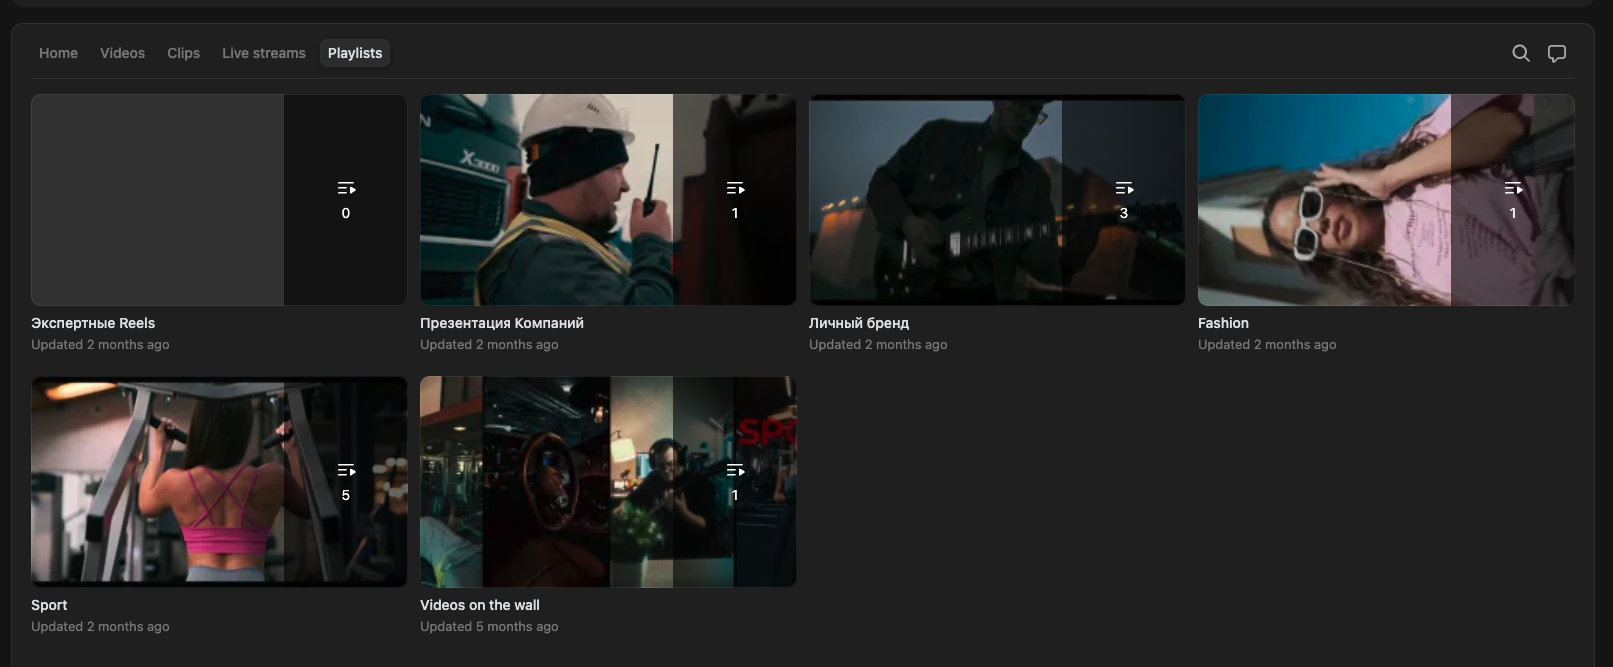 Home Videos Clips Live streams Playlists
0
X3000
1
3
1
Экспертные Reels
Updated 2 months ago
Презентация Компаний
Updated 2 months ago
Личный бренд
Updated 2 months ago
Fashion
Updated 2 months ago
5
SPO
1
Sport
Updated 2 months ago
Videos on the wall
Updated 5 months ago